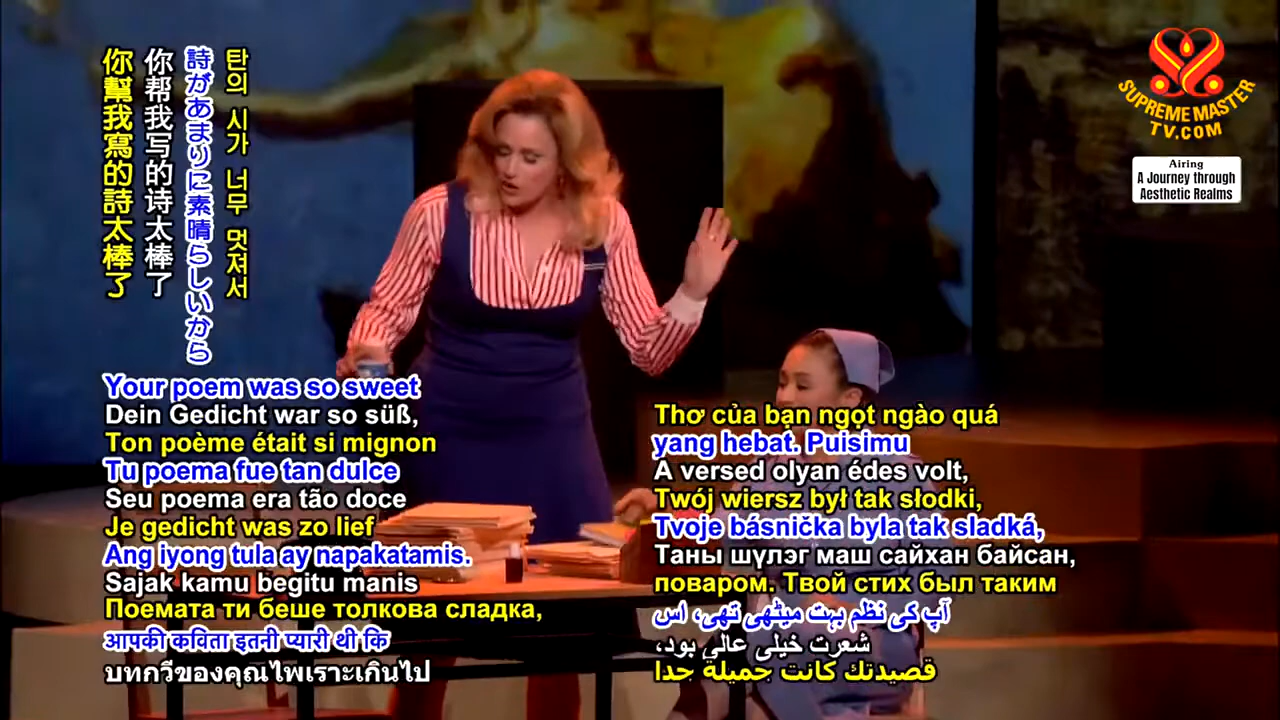 탄의 시가 너무 멋져서
詩があまりに素晴らしいから
你帮我写的诗太棒了
你幫我寫的詩太棒了
SUPREME MASTER
TV.COM
Airing
A Journey through
Aesthetic Realms
Your poem was so sweet
Dein Gedicht war so süß,
Ton poème était si mignon
Tu poema fue tan dulce
Seu poema era tão doce
Je gedicht was zo lief
Ang iyong tula ay napakatamis.
Sajak kamu begitu manis
Поемата ти беше толкова сладка,
आपकी कविता इतनी प्यारी थी कि
บทกวีของคุณไพเราะเกินไป
Thơ của bạn ngọt ngào quá
yang hebat. Puisimu
A versed olyan édes volt,
Twój wiersz był tak słodki,
Tvoje básnička byla tak sladká,
Таны шүлэг маш сайхан байсан,
поваром. Твой стих был таким
آپ کی نظم بہت میٹھی تھی، اس
شعرت خیلی عالی بود،
قصيدتك كانت جميلة جدا